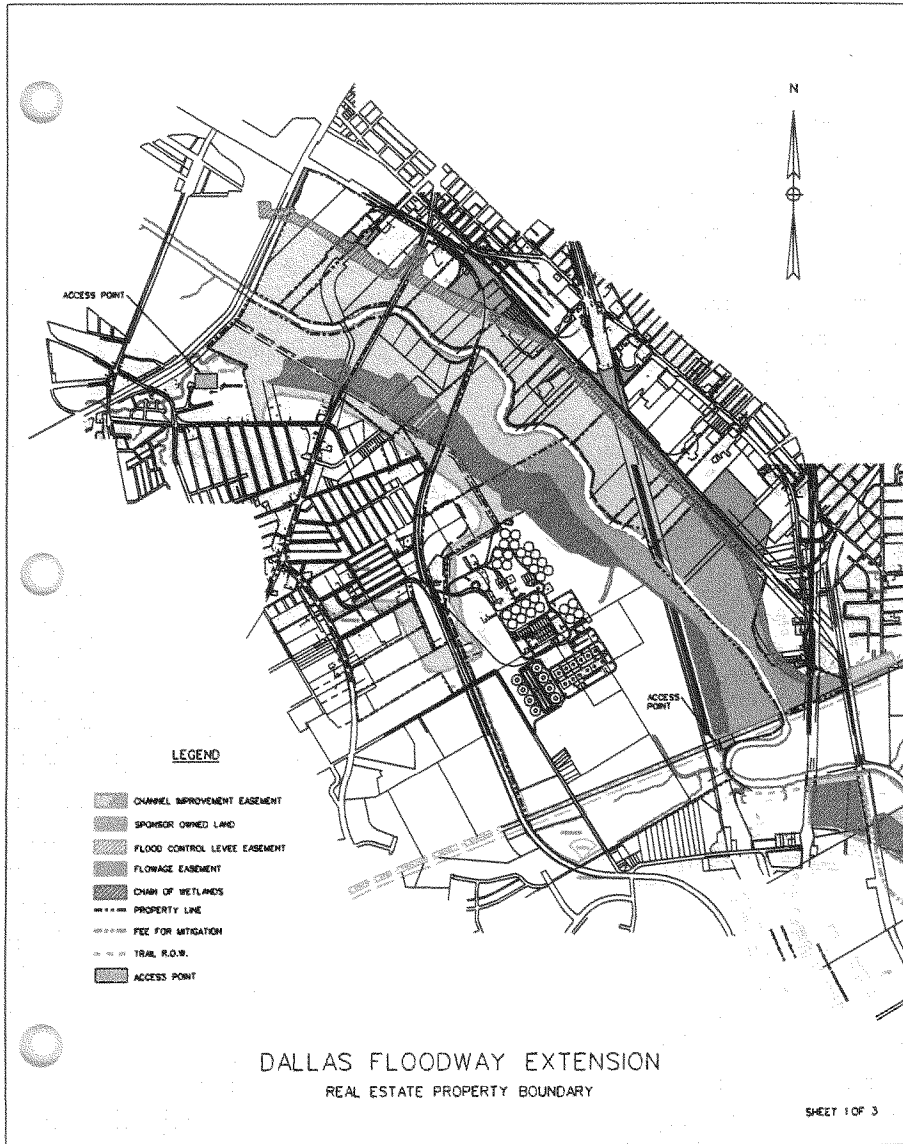 N
ACCESS POINT
ACCESS
POINT
LEGEND
CHANNEL IMPROVEMENT EASEMENT
SPONSOR OWNED LAND
FLOOD CONTROL LEVEE EASEMENT
FLOWAGE EASEMENT
CHAIN OF WETLANDS
PROPERTY LINE
FEE FOR MITIGATION
TRAIL R.O.W.
ACCESS POINT
DALLAS FLOODWAY EXTENSION
REAL ESTATE PROPERTY BOUNDARY
SHEET 1 OF 3